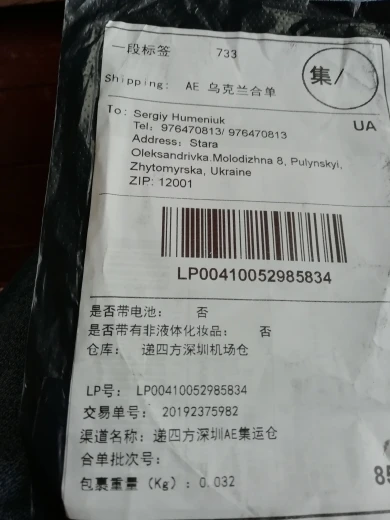 一段标签 733
集/
Shipping: AE 乌克兰合单
UA
To: Sergiy Humeniuk
Tel: 976470813/ 976470813
Address: Stara
Oleksandrivka.Molodizhna 8, Pulynskyi,
Zhytomyrska, Ukraine
ZIP: 12001
LP00410052985834
是否带电池: 否
是否带有非液体化妆品: 否
仓库: 递四方深圳机场仓
LP号: LP00410052985834
交易单号: 20192375982
渠道名称: 递四方深圳AE集运仓
合单批次号:
包裹重量 (Kg) : 0.032